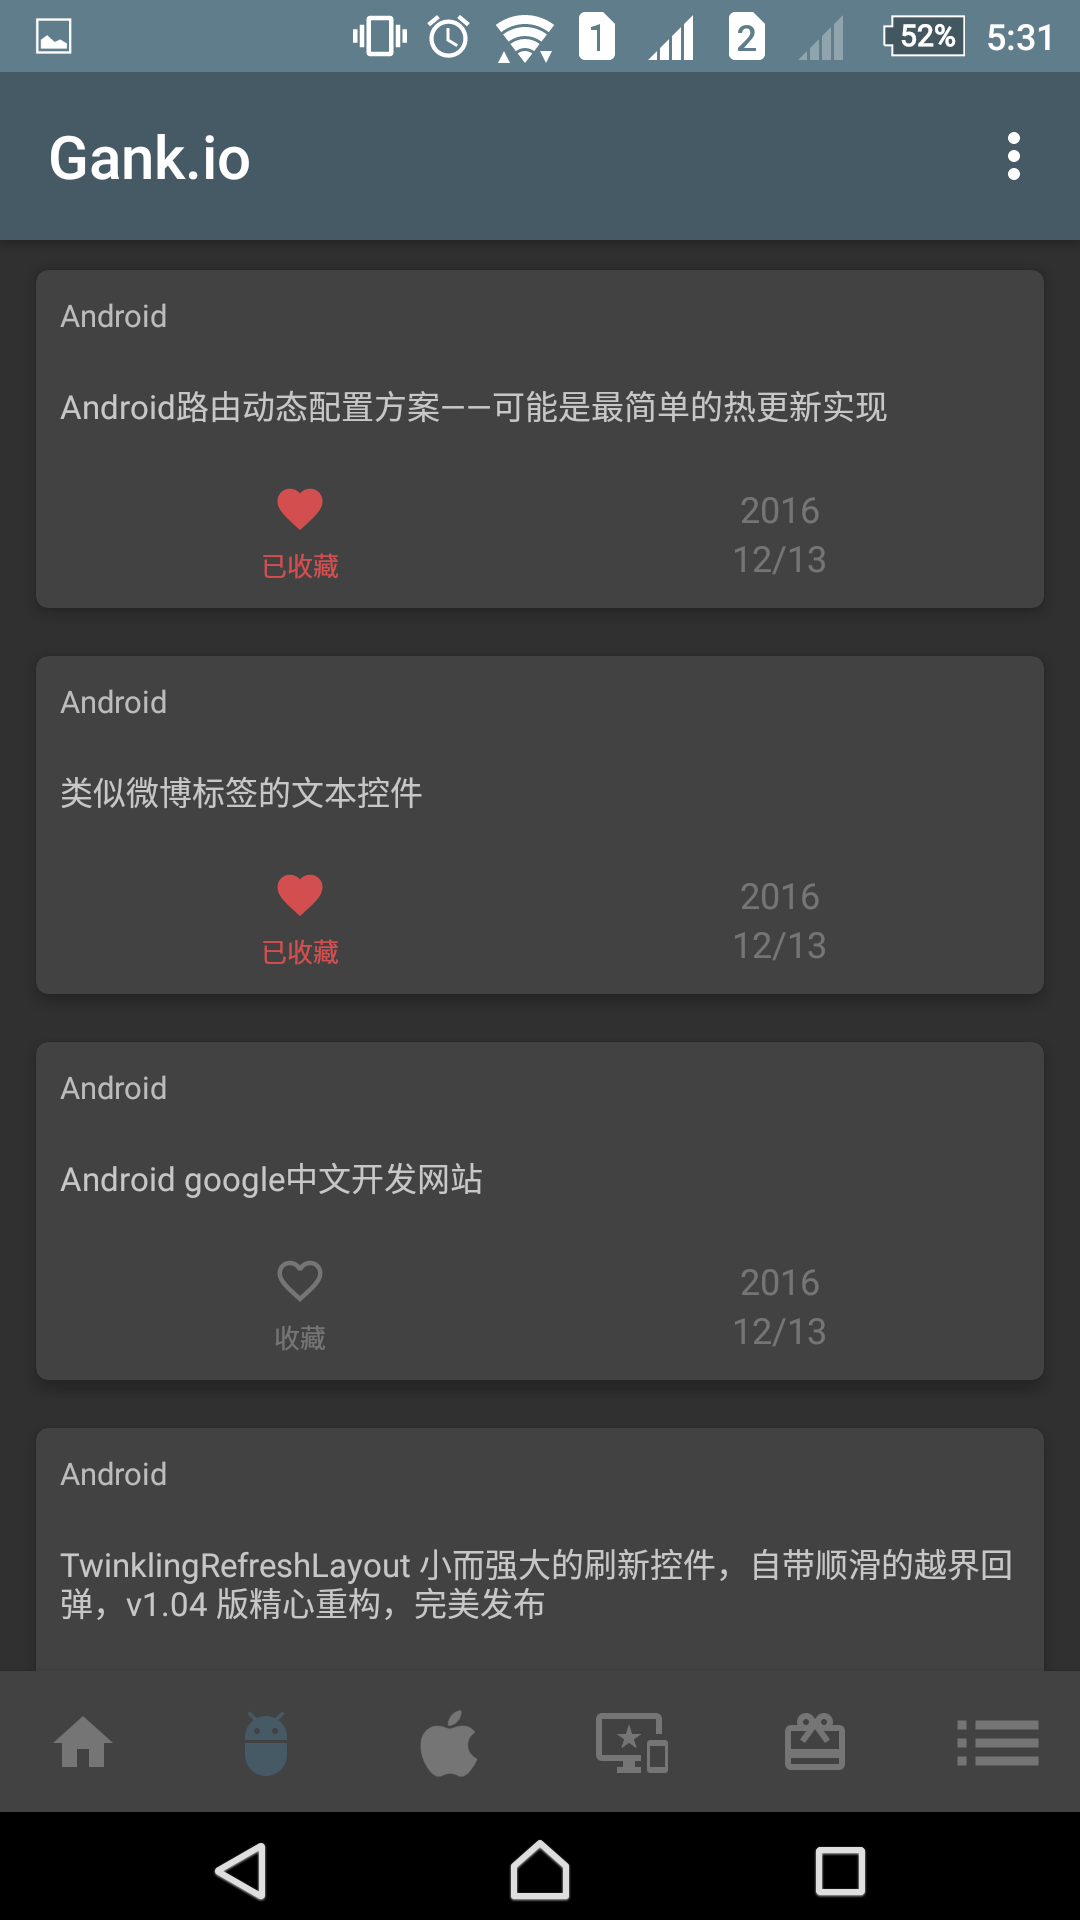 1 2 52% 5:31
Gank.io
Android
Android路由动态配置方案——可能是最简单的热更新实现
已收藏
2016
12/13
Android
类似微博标签的文本控件
已收藏
2016
12/13
Android
Android google中文开发网站
收藏
2016
12/13
Android
TwinklingRefreshLayout 小而强大的刷新控件，自带顺滑的越界回
弹，v1.04 版精心重构，完美发布